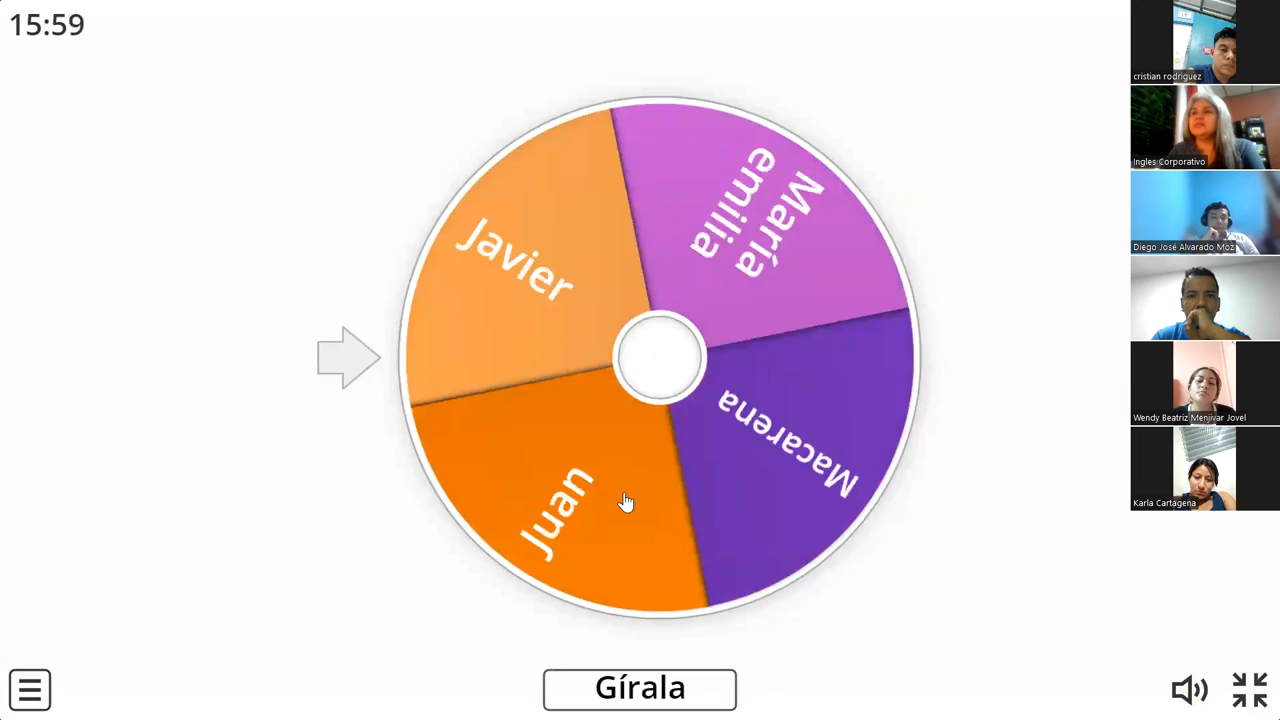 15:59
Javier
María
emilia
Macarena
Juan
Gírala
cristian rodriguez
Ingles Corporativo
Diego José Alvarado Moz
Wendy Beatriz Menjivar Jovel
Karla Cartagena